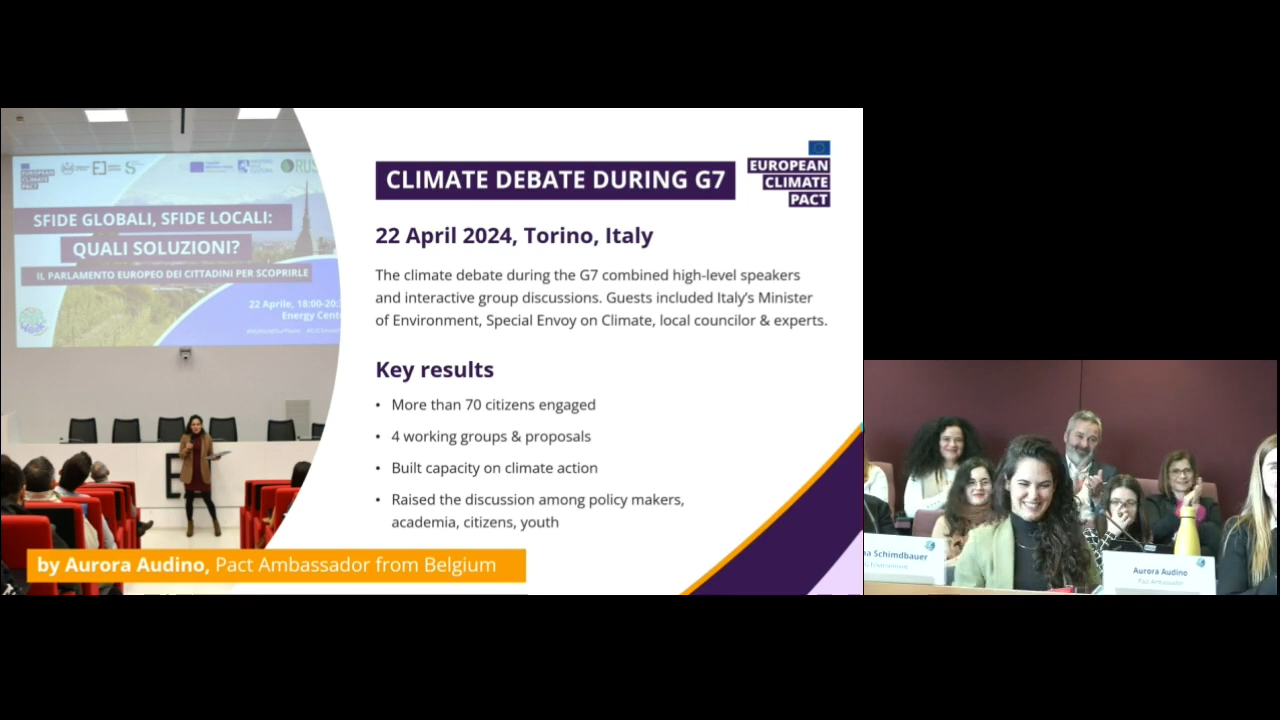 EUROPEAN
CLIMATE
PACT
SFIDE GLOBALI, SFIDE LOCALI:
QUALI SOLUZIONI?
IL PARLAMENTO EUROPEO DEI CITTADINI PER SCOPRIRLE
22 Aprile, 18:00-20:
Energy Cent
CLIMATE DEBATE DURING G7
EUROPEAN
CLIMATE
PACT
22 April 2024, Torino, Italy
The climate debate during the G7 combined high-level speakers
and interactive group discussions. Guests included Italy's Minister
of Environment, Special Envoy on Climate, local councilor & experts.
Key results
• More than 70 citizens engaged
• 4 working groups & proposals
• Built capacity on climate action
• Raised the discussion among policy makers,
academia, citizens, youth
by Aurora Audino, Pact Ambassador from Belgium
na Schimdbauer
Environment
Aurora Audino
Pact Ambassador